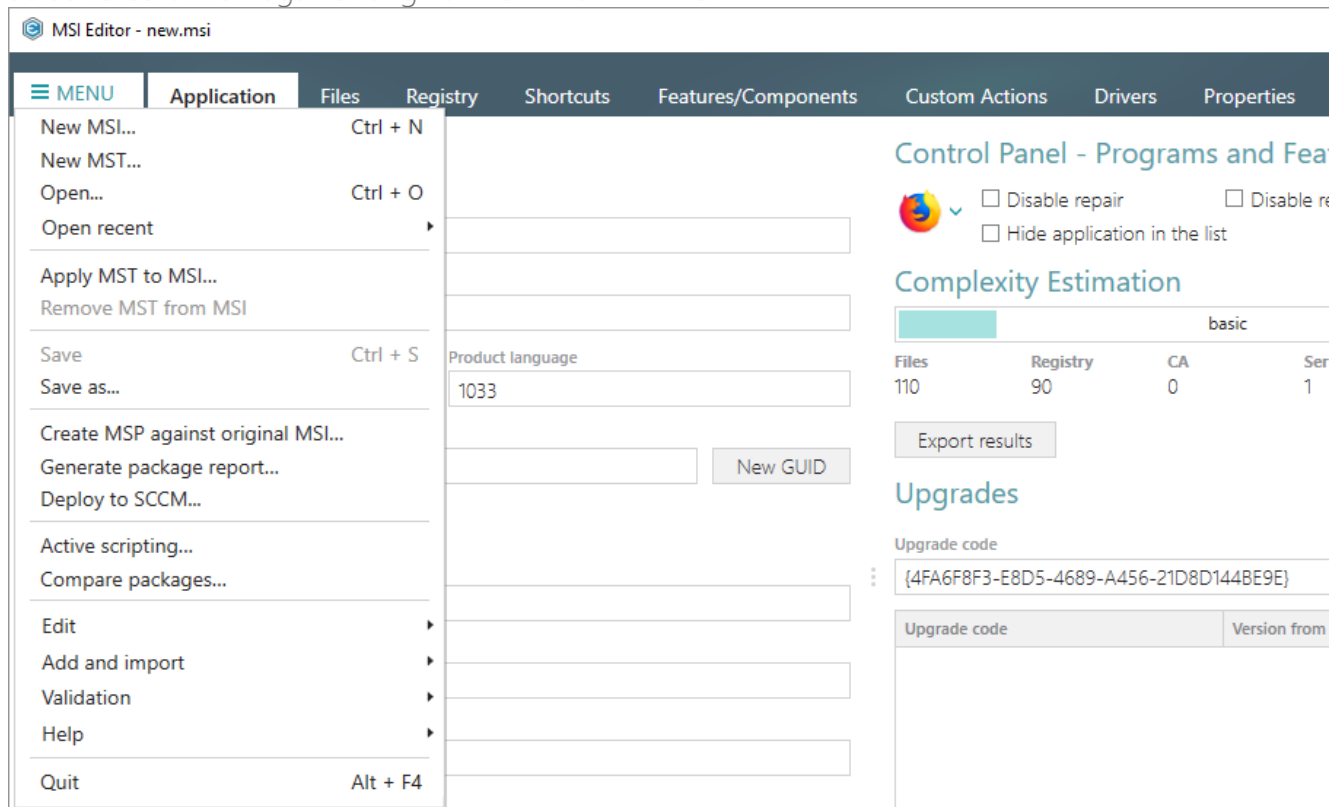 MSI Editor - new.msi
MENU Application Files Registry Shortcuts Features/Components Custom Actions Drivers Properties
New MSI... Ctrl + N
New MST...
Open... Ctrl + O
Open recent
Apply MST to MSI...
Remove MST from MSI
Save Ctrl + S
Save as...
Create MSP against original MSI...
Generate package report...
Deploy to SCCM...
Active scripting...
Compare packages...
Edit
Add and import
Validation
Help
Quit Alt + F4
Product language
1033
New GUID
Control Panel - Programs and Fea
Disable repair Disable re
Hide application in the list
Complexity Estimation
basic
Files Registry CA Ser
110 90 0 1
Export results
Upgrades
Upgrade code
{4FA6F8F3-E8D5-4689-A456-21D8D144BE9E}
Upgrade code Version from